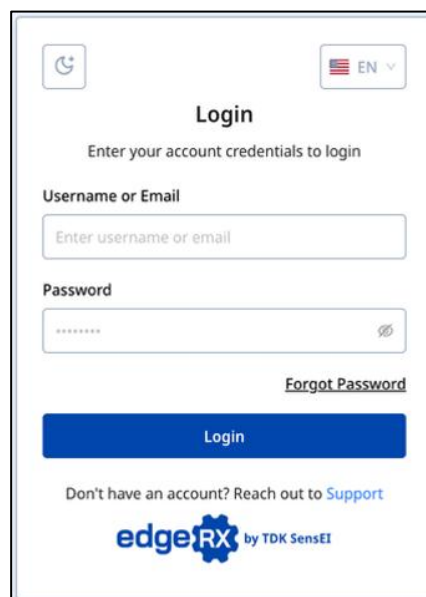 EN
Login
Enter your account credentials to login
Username or Email
Enter username or email
Password
Forgot Password
Login
Don't have an account? Reach out to Support
edgeRX by TDK SensEI